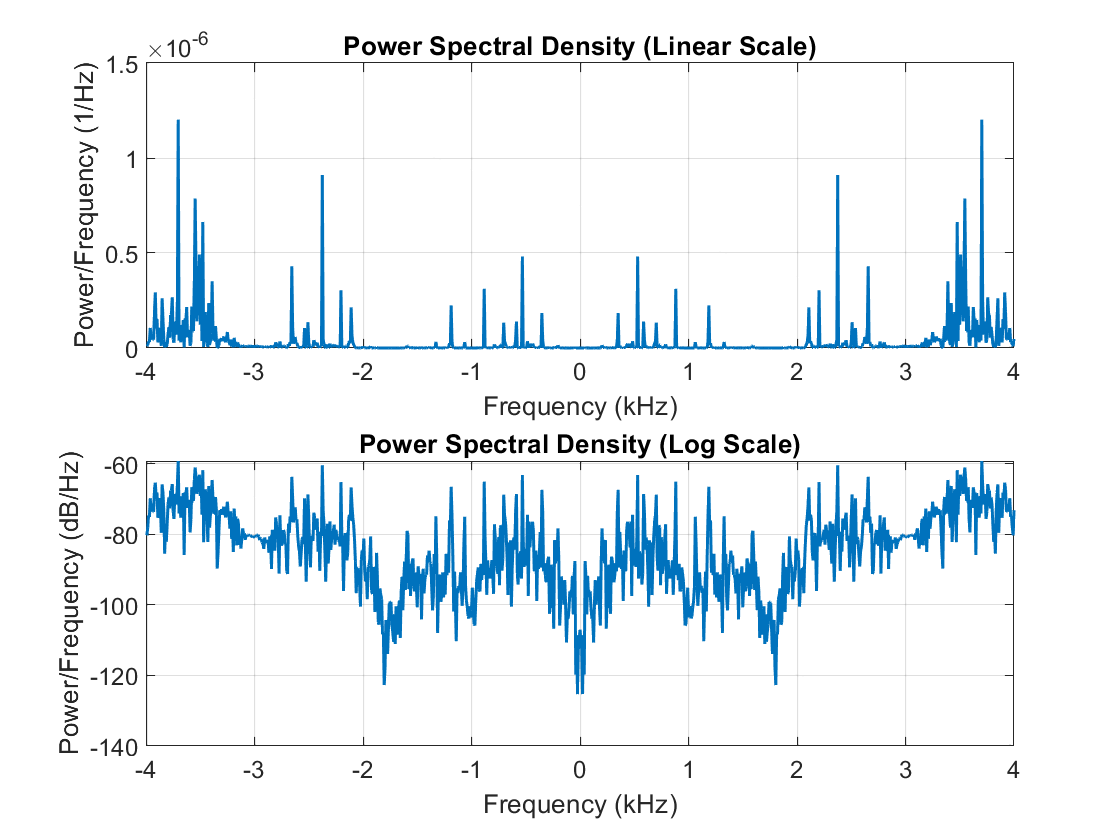 Power Spectral Density (Linear Scale)
×10-6
1.5
1
0.5
0
Power/Frequency (1/Hz)
-4 -3 -2 -1 0 1 2 3 4
Frequency (kHz)
Power Spectral Density (Log Scale)
-60
-80
-100
-120
-140
Power/Frequency (dB/Hz)
-4 -3 -2 -1 0 1 2 3 4
Frequency (kHz)